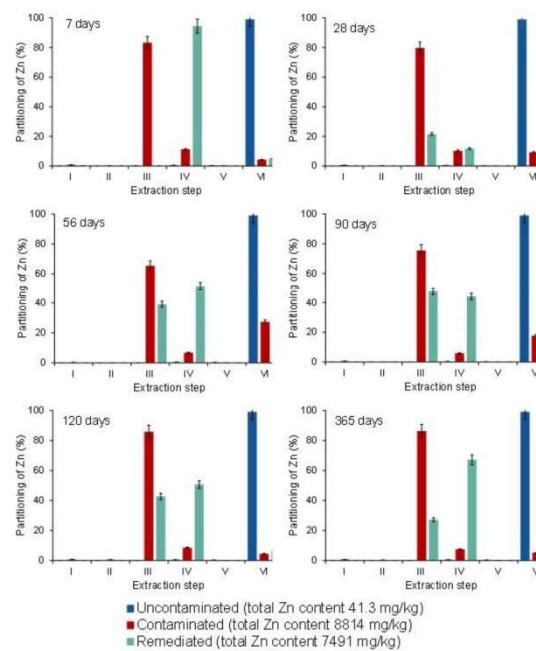 7 days
Partitioning of Zn (%)
100
80
60
40
20
0
I II III IV V VI
Extraction step
28 days
Partitioning of Zn (%)
100
80
60
40
20
0
I II III IV V VI
Extraction step
56 days
Partitioning of Zn (%)
100
80
60
40
20
0
I II III IV V VI
Extraction step
90 days
Partitioning of Zn (%)
100
80
60
40
20
0
I II III IV V VI
Extraction step
120 days
Partitioning of Zn (%)
100
80
60
40
20
0
I II III IV V VI
Extraction step
365 days
Partitioning of Zn (%)
100
80
60
40
20
0
I II III IV V VI
Extraction step
Uncontaminated (total Zn content 41.3 mg/kg)
Contaminated (total Zn content 8814 mg/kg)
Remediated (total Zn content 7491 mg/kg)